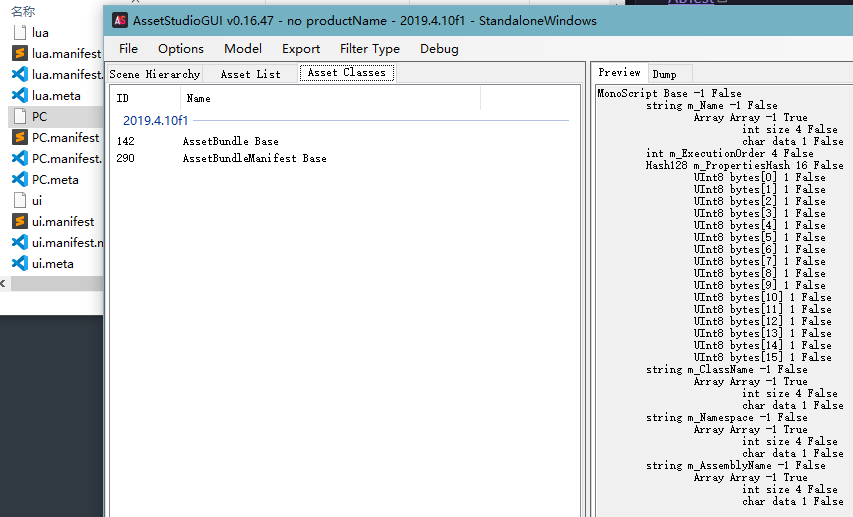 名称
lua
lua.manifest
lua.manifest.
lua.meta
PC
PC.manifest
PC.manifest.
PC.meta
ui
ui.manifest
ui.manifest.m
ui.meta
AssetStudioGUI v0.16.47 - no productName - 2019.4.10f1 - StandaloneWindows
File Options Model Export Filter Type Debug
Scene Hierarchy Asset List Asset Classes
ID Name
2019.4.10f1
142 AssetBundle Base
290 AssetBundleManifest Base
Preview Dump
MonoScript Base -1 False
string m_Name -1 False
Array Array -1 True
int size 4 False
char data 1 False
int m_ExecutionOrder 4 False
Hash128 m_PropertiesHash 16 False
UInt8 bytes[0] 1 False
UInt8 bytes[1] 1 False
UInt8 bytes[2] 1 False
UInt8 bytes[3] 1 False
UInt8 bytes[4] 1 False
UInt8 bytes[5] 1 False
UInt8 bytes[6] 1 False
UInt8 bytes[7] 1 False
UInt8 bytes[8] 1 False
UInt8 bytes[9] 1 False
UInt8 bytes[10] 1 False
UInt8 bytes[11] 1 False
UInt8 bytes[12] 1 False
UInt8 bytes[13] 1 False
UInt8 bytes[14] 1 False
UInt8 bytes[15] 1 False
string m_ClassName -1 False
Array Array -1 True
int size 4 False
char data 1 False
string m_Namespace -1 False
Array Array -1 True
int size 4 False
char data 1 False
string m_AssemblyName -1 False
Array Array -1 True
int size 4 False
char data 1 False